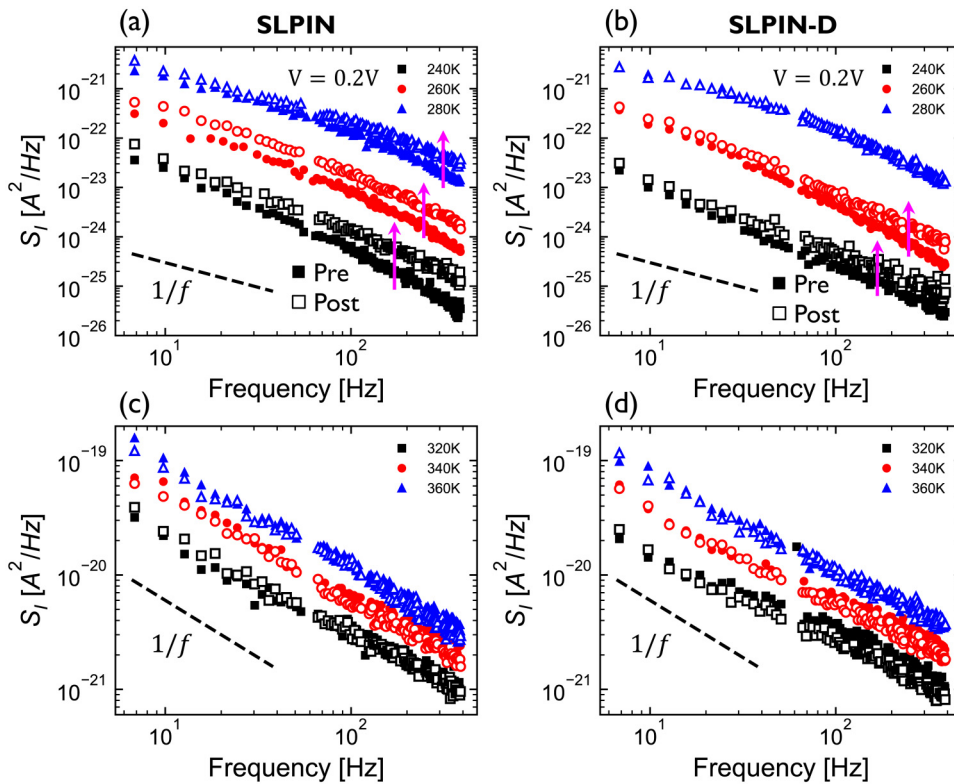 (a) SLPIN
(b) SLPIN-D
V = 0.2V
240K
260K
280K
V = 0.2V
240K
260K
280K
S_I [A^2/Hz]
10^−21
10^−22
10^−23
10^−24
10^−25
10^−26
1/f
Pre
Post
10^1
10^2
Frequency [Hz]
S_I [A^2/Hz]
10^−21
10^−22
10^−23
10^−24
10^−25
10^−26
1/f
Pre
Post
10^1
10^2
Frequency [Hz]
(c)
320K
340K
360K
S_I [A^2/Hz]
10^−19
10^−20
10^−21
1/f
10^1
10^2
Frequency [Hz]
(d)
320K
340K
360K
S_I [A^2/Hz]
10^−19
10^−20
10^−21
1/f
10^1
10^2
Frequency [Hz]